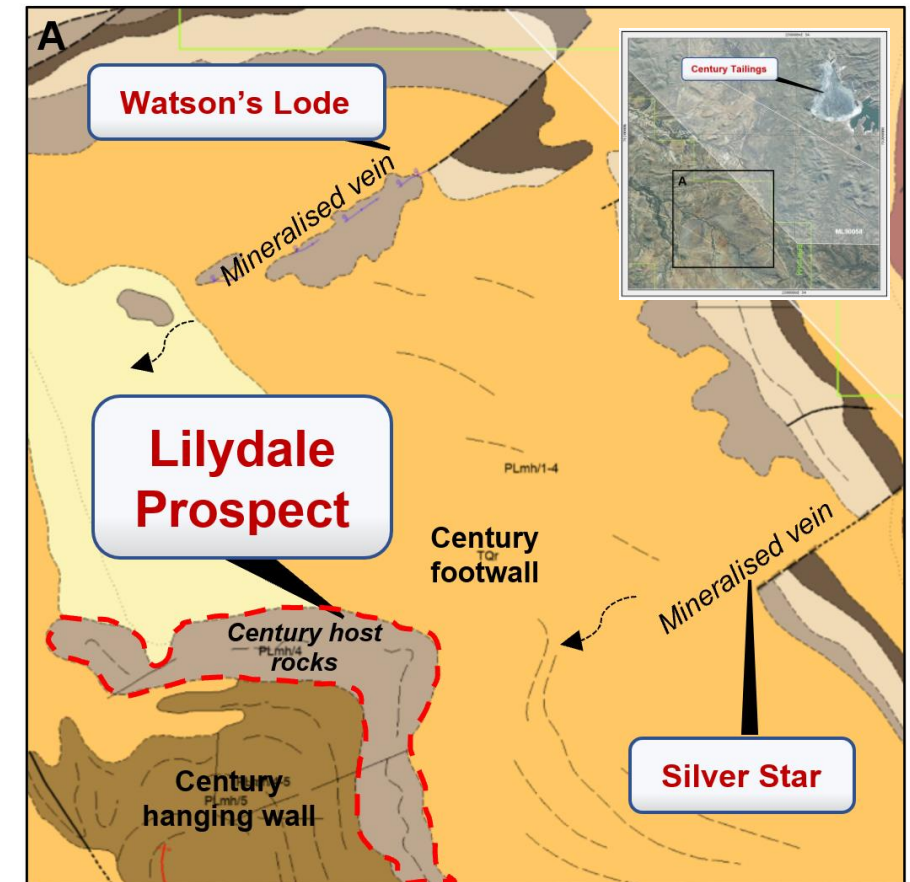 A
Watson's Lode
Mineralised vein
Century Tailings
A
ML90058
Lilydale
Prospect
PLmh/1-4
Century
TQr
footwall
Mineralised vein
Century host
PLmh/4
rocks
Silver Star
Century
PLmh/5
hanging wall